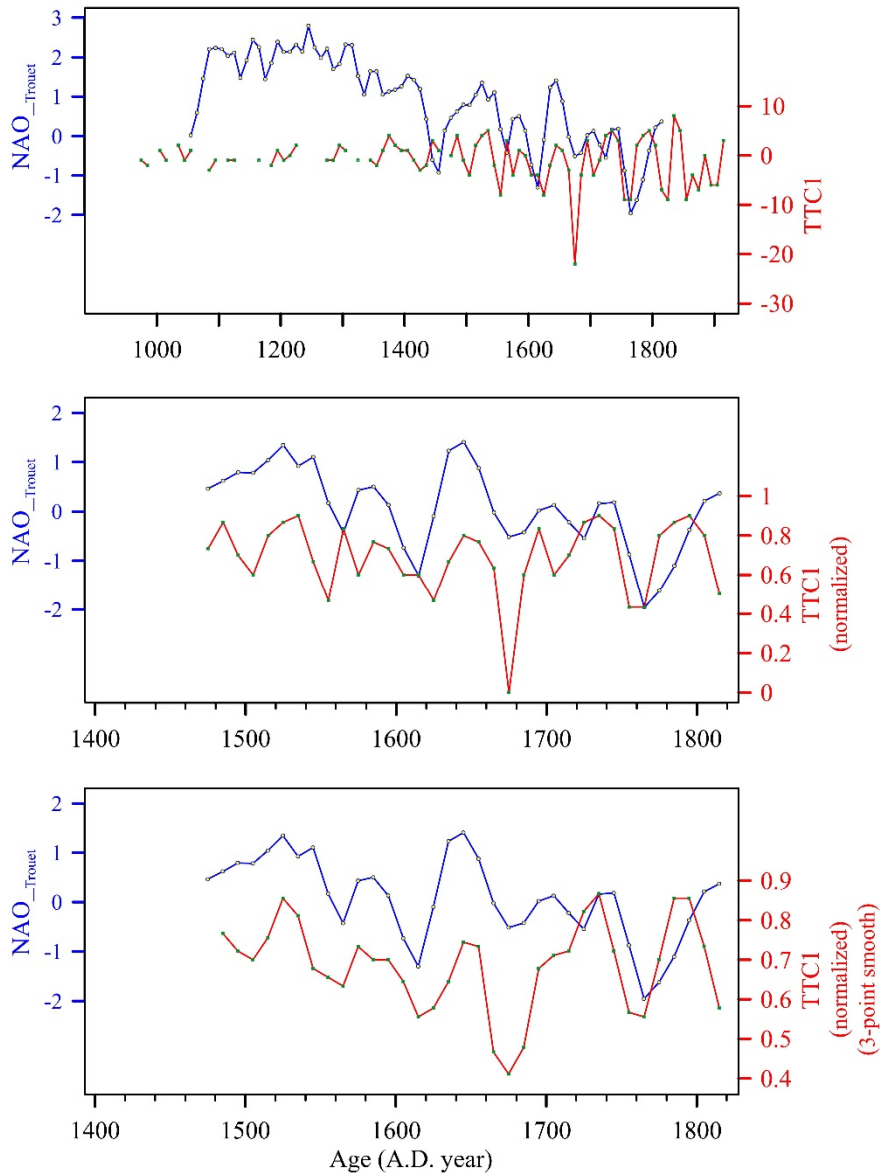 3
2
1
0
-1
-2
NAO_Trouet
10
0
-10
-20
-30
TTC1
1000 1200 1400 1600 1800
2
1
0
-1
-2
NAO_Trouet
1
0.8
0.6
0.4
0.2
0
TTC1
(normalized)
1400 1500 1600 1700 1800
2
1
0
-1
-2
NAO_Trouet
0.9
0.8
0.7
0.6
0.5
0.4
TTC1
(normalized)
(3-point smooth)
1400 1500 1600 1700 1800
Age (A.D. year)